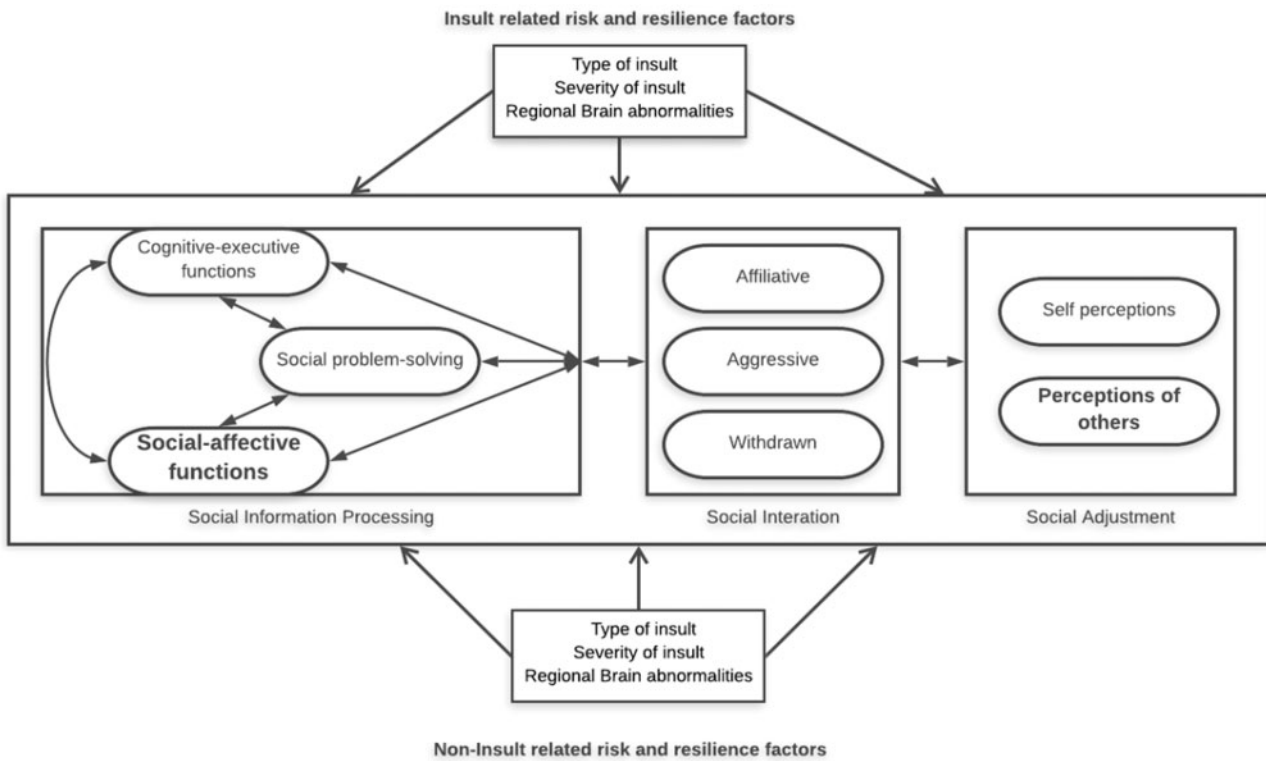 Insult related risk and resilience factors
Type of insult
Severity of insult
Regional Brain abnormalities
Cognitive-executive
functions
Social problem-solving
Social-affective
functions
Social Information Processing
Affiliative
Aggressive
Withdrawn
Social Interation
Self perceptions
Perceptions of
others
Social Adjustment
Type of insult
Severity of insult
Regional Brain abnormalities
Non-Insult related risk and resilience factors